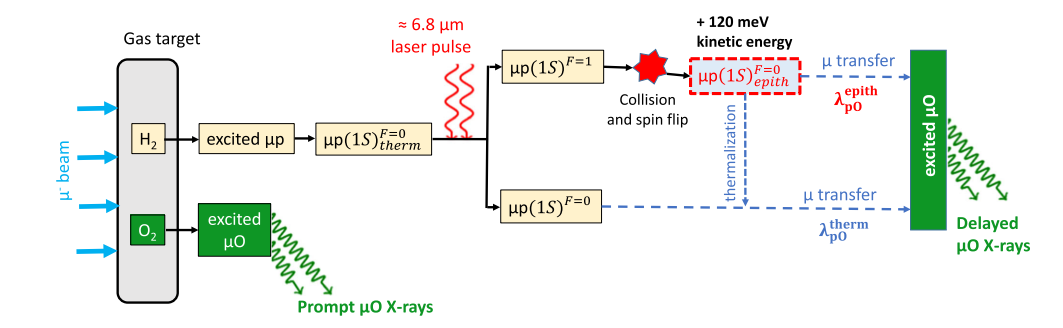 Gas target
μ⁻ beam
H₂
O₂
excited μp
excited
μO
Prompt μO X-rays
μp(1S)ᶠ⁼⁰ therm
≈ 6.8 μm
laser pulse
μp(1S)ᶠ⁼¹
μp(1S)ᶠ⁼⁰
Collision
and spin flip
+ 120 meV
kinetic energy
μp(1S)ᶠ⁼⁰ epith
thermalization
μ transfer
λ epith pO
μ transfer
λ therm pO
excited μO
Delayed
μO X-rays